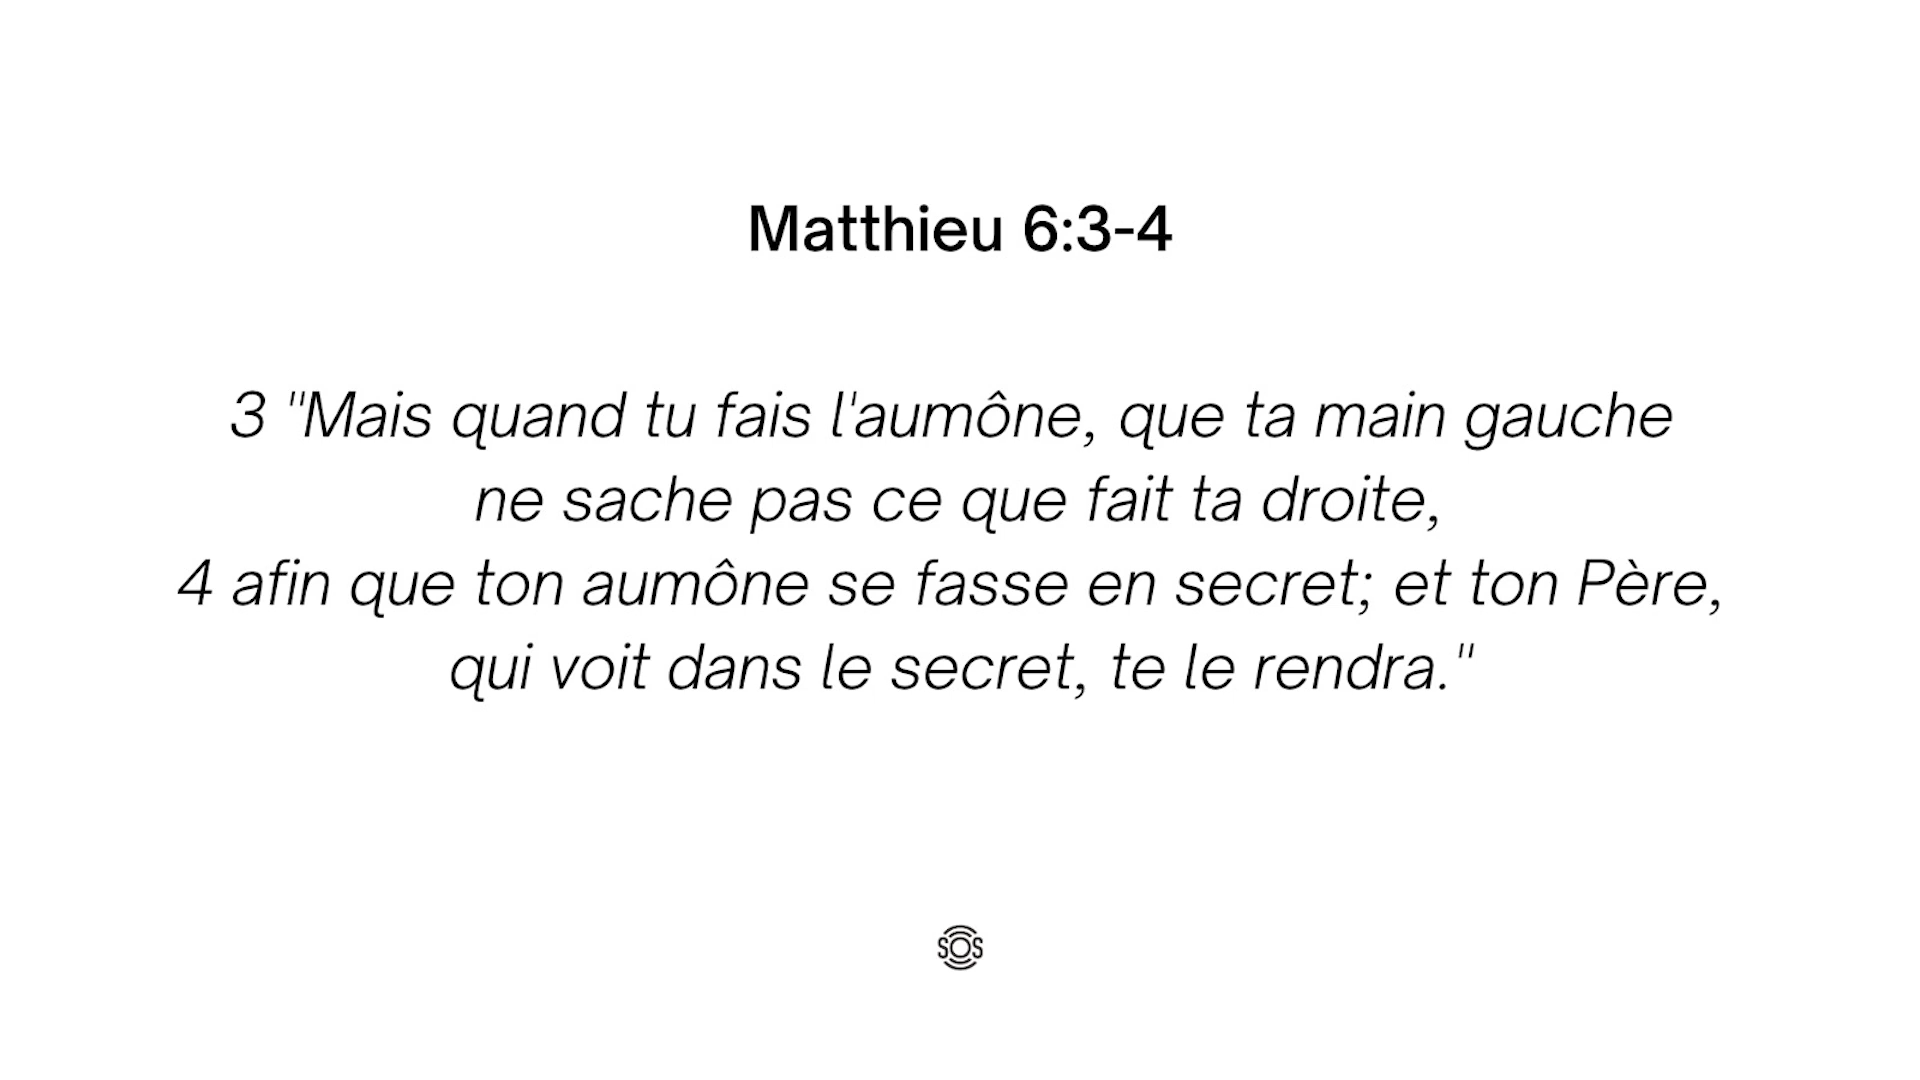 Matthieu 6:3-4
3 "Mais quand tu fais l'aumône, que ta main gauche
ne sache pas ce que fait ta droite,
4 afin que ton aumône se fasse en secret; et ton Père,
qui voit dans le secret, te le rendra."
SOS